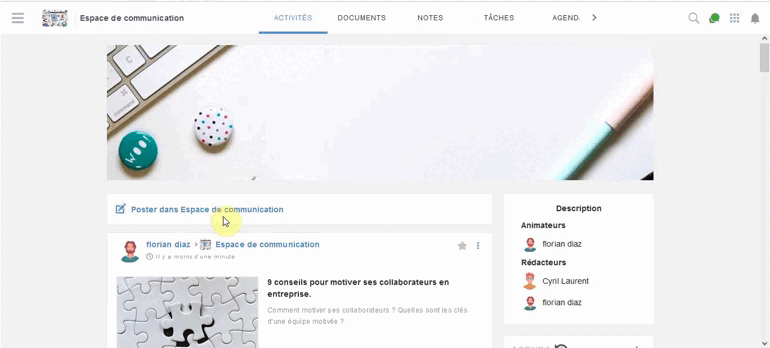 Espace de communication
ACTIVITÉS
DOCUMENTS
NOTES
TÂCHES
AGEND
C
command
WOO!
Poster dans Espace de communication
florian diaz › Espace de communication
Il y a moins d'une minute
9 conseils pour motiver ses collaborateurs en
entreprise.
Comment motiver ses collaborateurs ? Quelles sont les clés
d'une équipe motivée ?
Description
Animateurs
florian diaz
Rédacteurs
Cyril Laurent
florian diaz